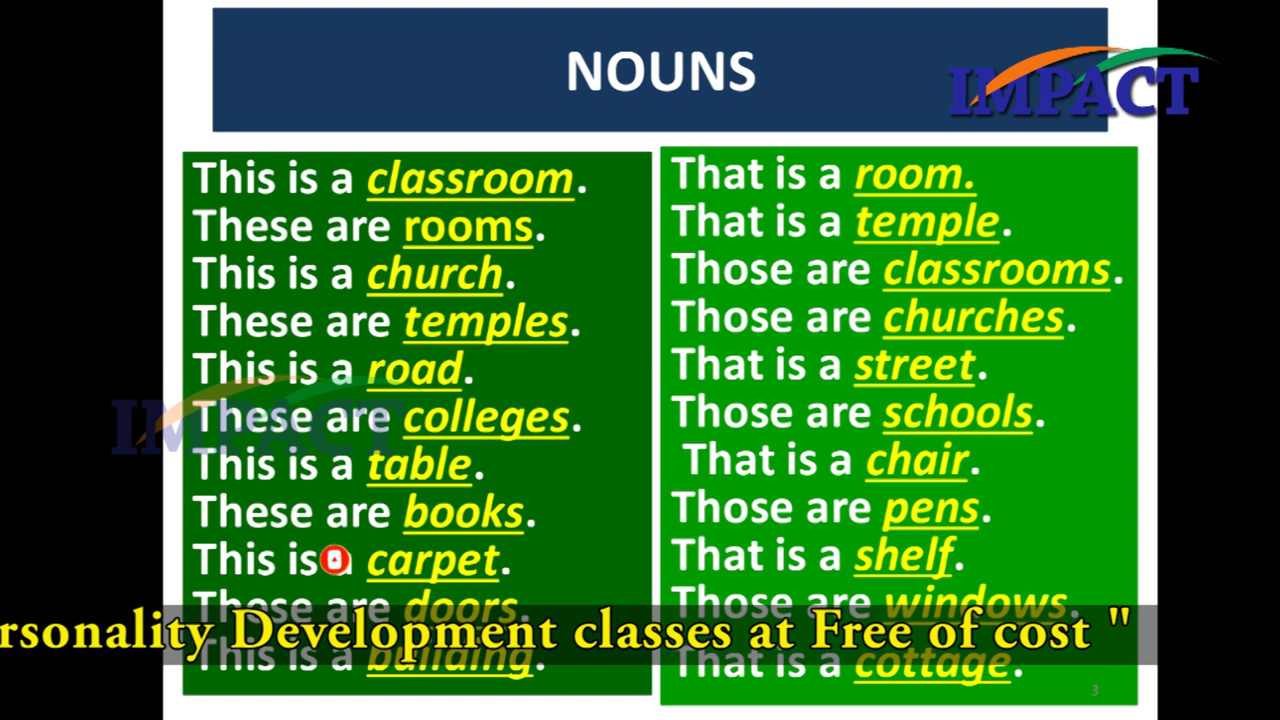 NOUNS
IMPACT
This is a classroom.
These are rooms.
This is a church.
These are temples.
This is a road.
These are colleges.
This is a table.
These are books.
This is a carpet.
These are doors.
This is a building.
That is a room.
That is a temple.
Those are classrooms.
Those are churches.
That is a street.
Those are schools.
That is a chair.
Those are pens.
That is a shelf.
Those are windows.
That is a cottage.
IMPACT
rsonality Development classes at Free of cost "
3